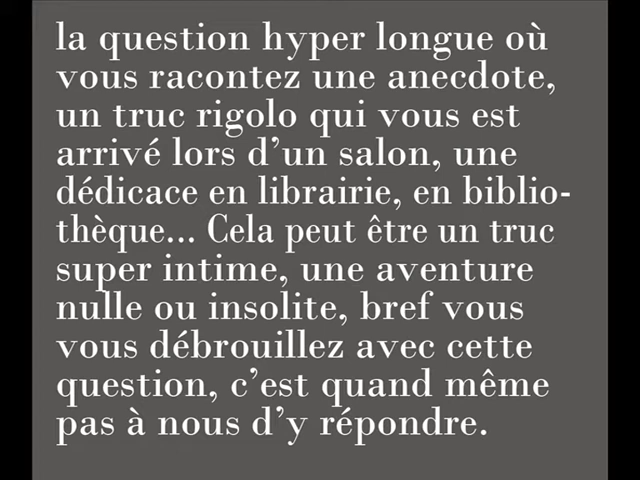 la question hyper longue où
vous racontez une anecdote,
un truc rigolo qui vous est
arrivé lors d’un salon, une
dédicace en librairie, en biblio-
thèque... Cela peut être un truc
super intime, une aventure
nulle ou insolite, bref vous
vous débrouillez avec cette
question, c’est quand même
pas à nous d’y répondre.